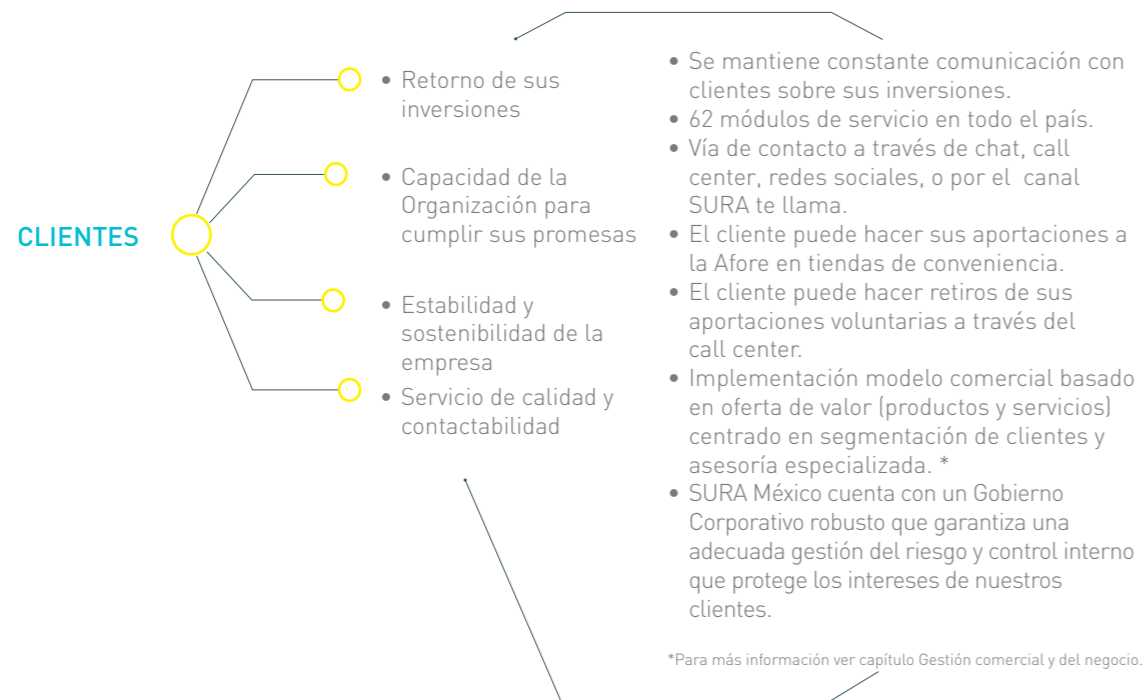 CLIENTES
• Retorno de sus
inversiones
• Capacidad de la
Organización para
cumplir sus promesas
• Estabilidad y
sostenibilidad de la
empresa
• Servicio de calidad y
contactabilidad
• Se mantiene constante comunicación con
clientes sobre sus inversiones.
• 62 módulos de servicio en todo el país.
• Vía de contacto a través de chat, call
center, redes sociales, o por el canal
SURA te llama.
• El cliente puede hacer sus aportaciones a
la Afore en tiendas de conveniencia.
• El cliente puede hacer retiros de sus
aportaciones voluntarias a través del
call center.
• Implementación modelo comercial basado
en oferta de valor (productos y servicios)
centrado en segmentación de clientes y
asesoría especializada. *
• SURA México cuenta con un Gobierno
Corporativo robusto que garantiza una
adecuada gestión del riesgo y control interno
que protege los intereses de nuestros
clientes.
*Para más información ver capítulo Gestión comercial y del negocio.